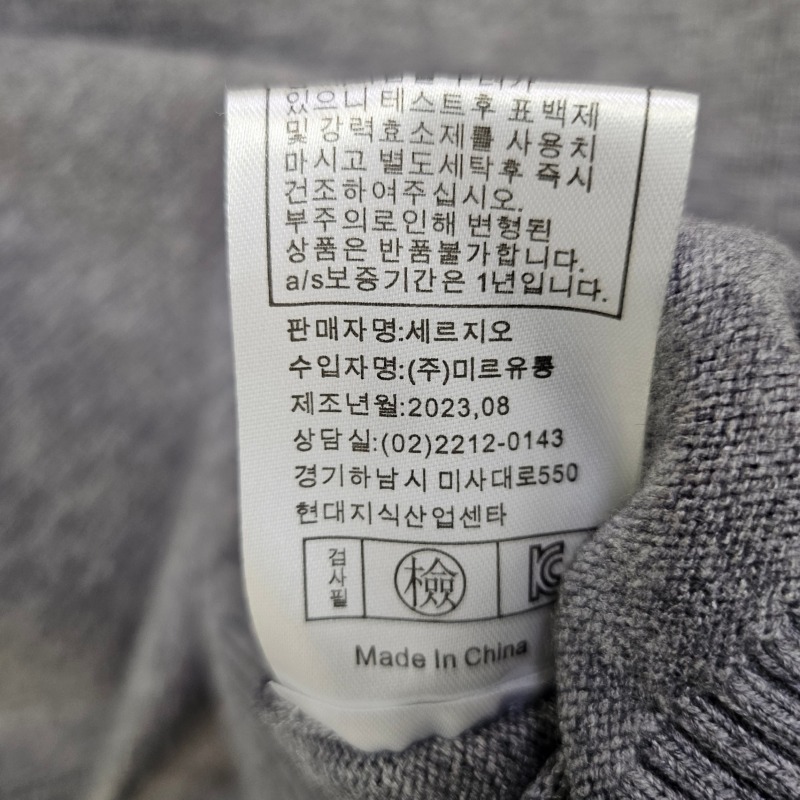 있으니 테스트후 표백제
및 강력효소제를 사용치
마시고 별도세탁후 즉시
건조하여주십시오.
부주의로인해 변형된
상품은 반품불가합니다.
a/s보증기간은 1년입니다.
판매자명:세르지오
수입자명:(주)미르유통
제조년월:2023,08
상담실:(02)2212-0143
경기하남시 미사대로550
현대지식산업센타
검사필 檢 KC
Made In China